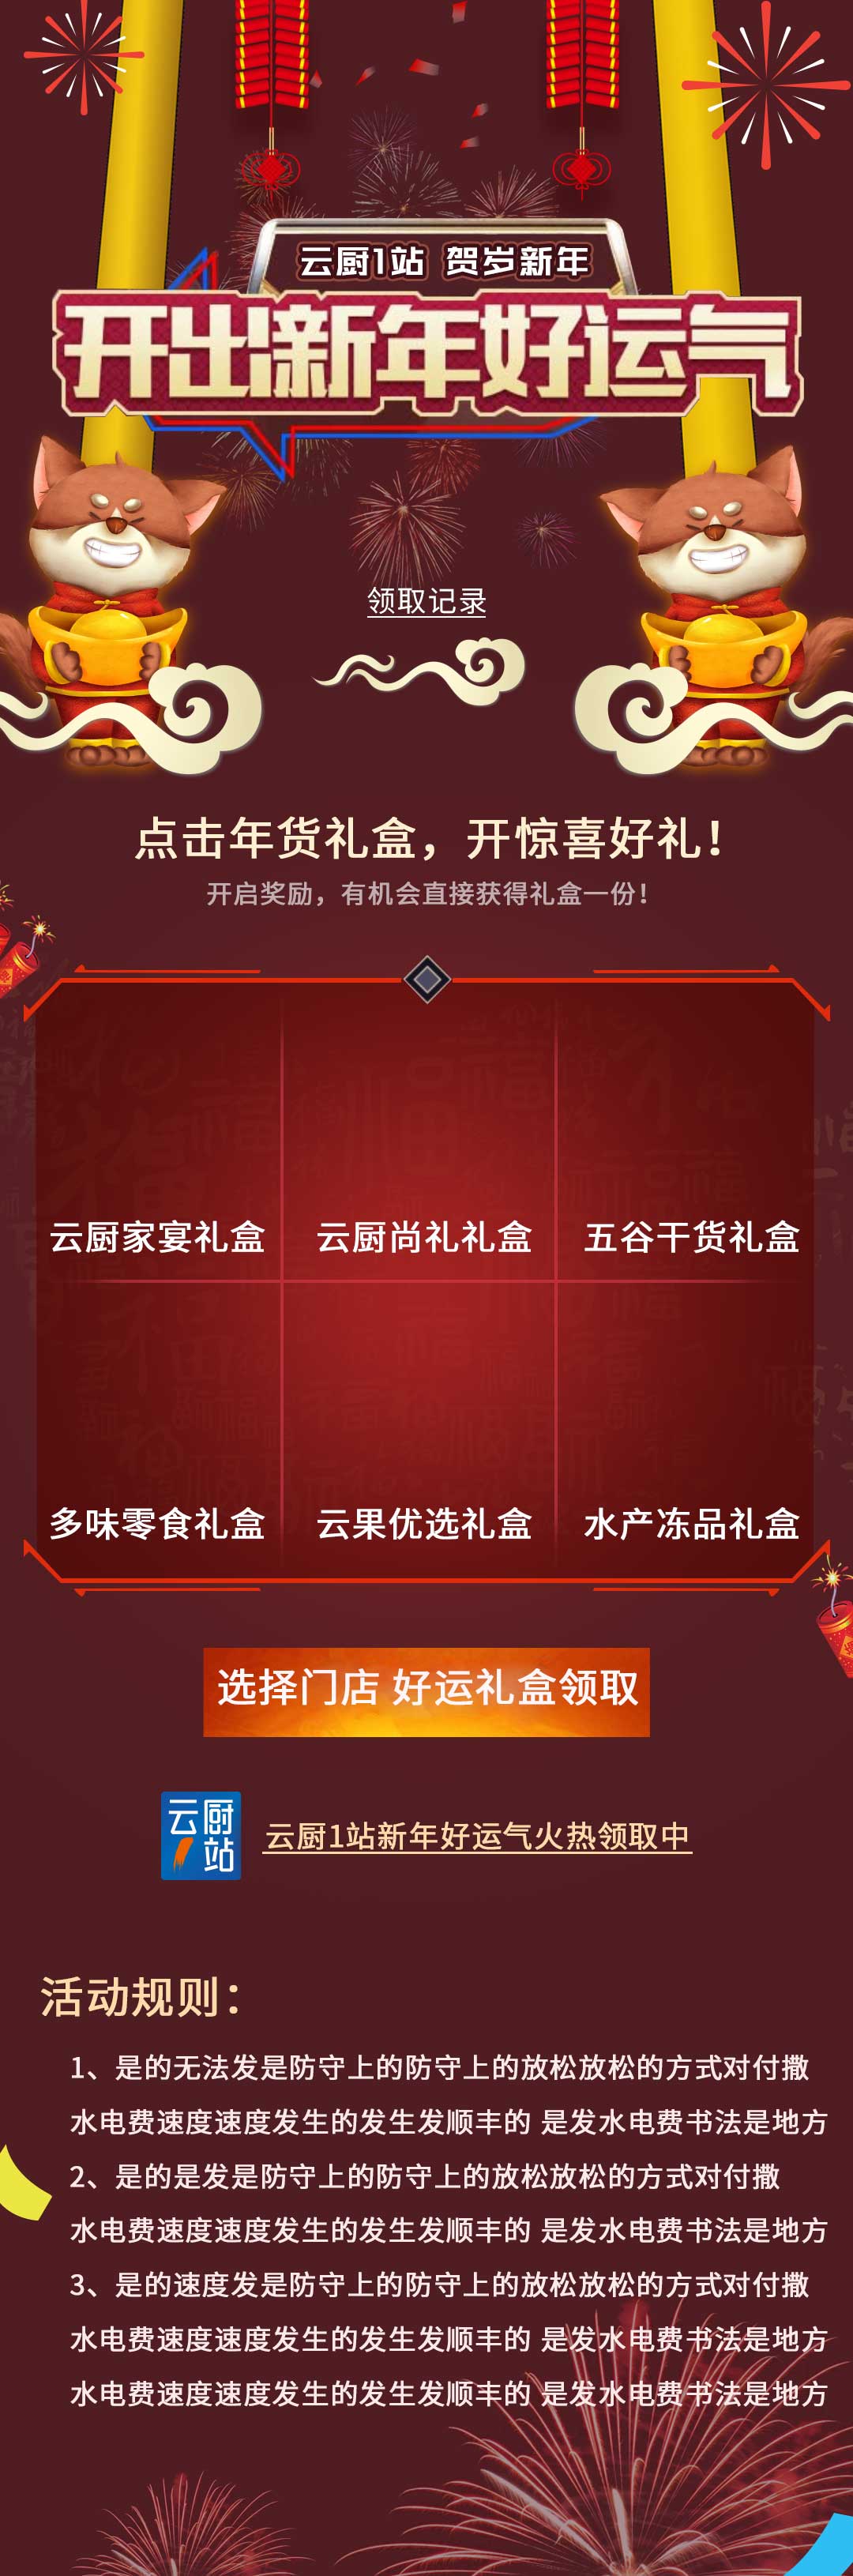 云厨1站 贺岁新年
开出新年好运气
领取记录
点击年货礼盒，开惊喜好礼！
开启奖励，有机会直接获得礼盒一份！
云厨家宴礼盒 云厨尚礼礼盒 五谷干货礼盒
多味零食礼盒 云果优选礼盒 水产冻品礼盒
选择门店 好运礼盒领取
云厨1站
云厨1站新年好运气火热领取中
活动规则：
1、是的无法发是防守上的防守上的放松放松的方式对付撒
水电费速度速度发生的发生发顺丰的 是发水电费书法是地方
2、是的是发是防守上的防守上的放松放松的方式对付撒
水电费速度速度发生的发生发顺丰的 是发水电费书法是地方
3、是的速度发是防守上的防守上的放松放松的方式对付撒
水电费速度速度发生的发生发顺丰的 是发水电费书法是地方
水电费速度速度发生的发生发顺丰的 是发水电费书法是地方